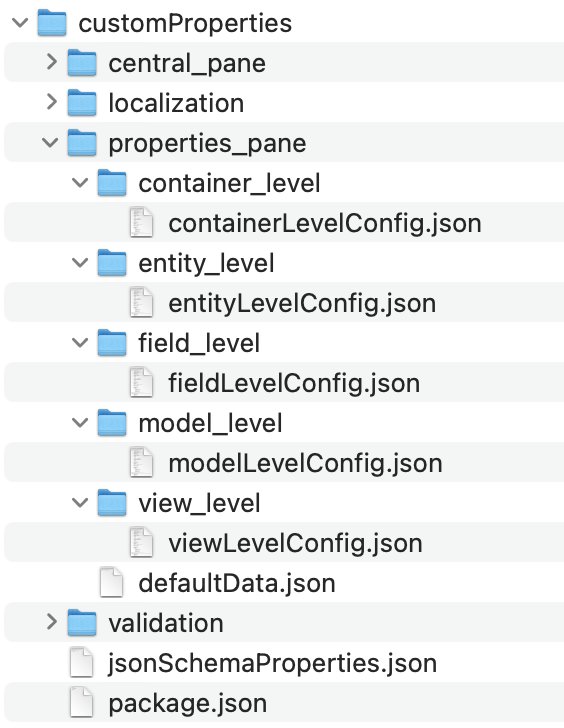 customProperties
central_pane
localization
properties_pane
container_level
containerLevelConfig.json
entity_level
entityLevelConfig.json
field_level
fieldLevelConfig.json
model_level
modelLevelConfig.json
view_level
viewLevelConfig.json
defaultData.json
validation
jsonSchemaProperties.json
package.json